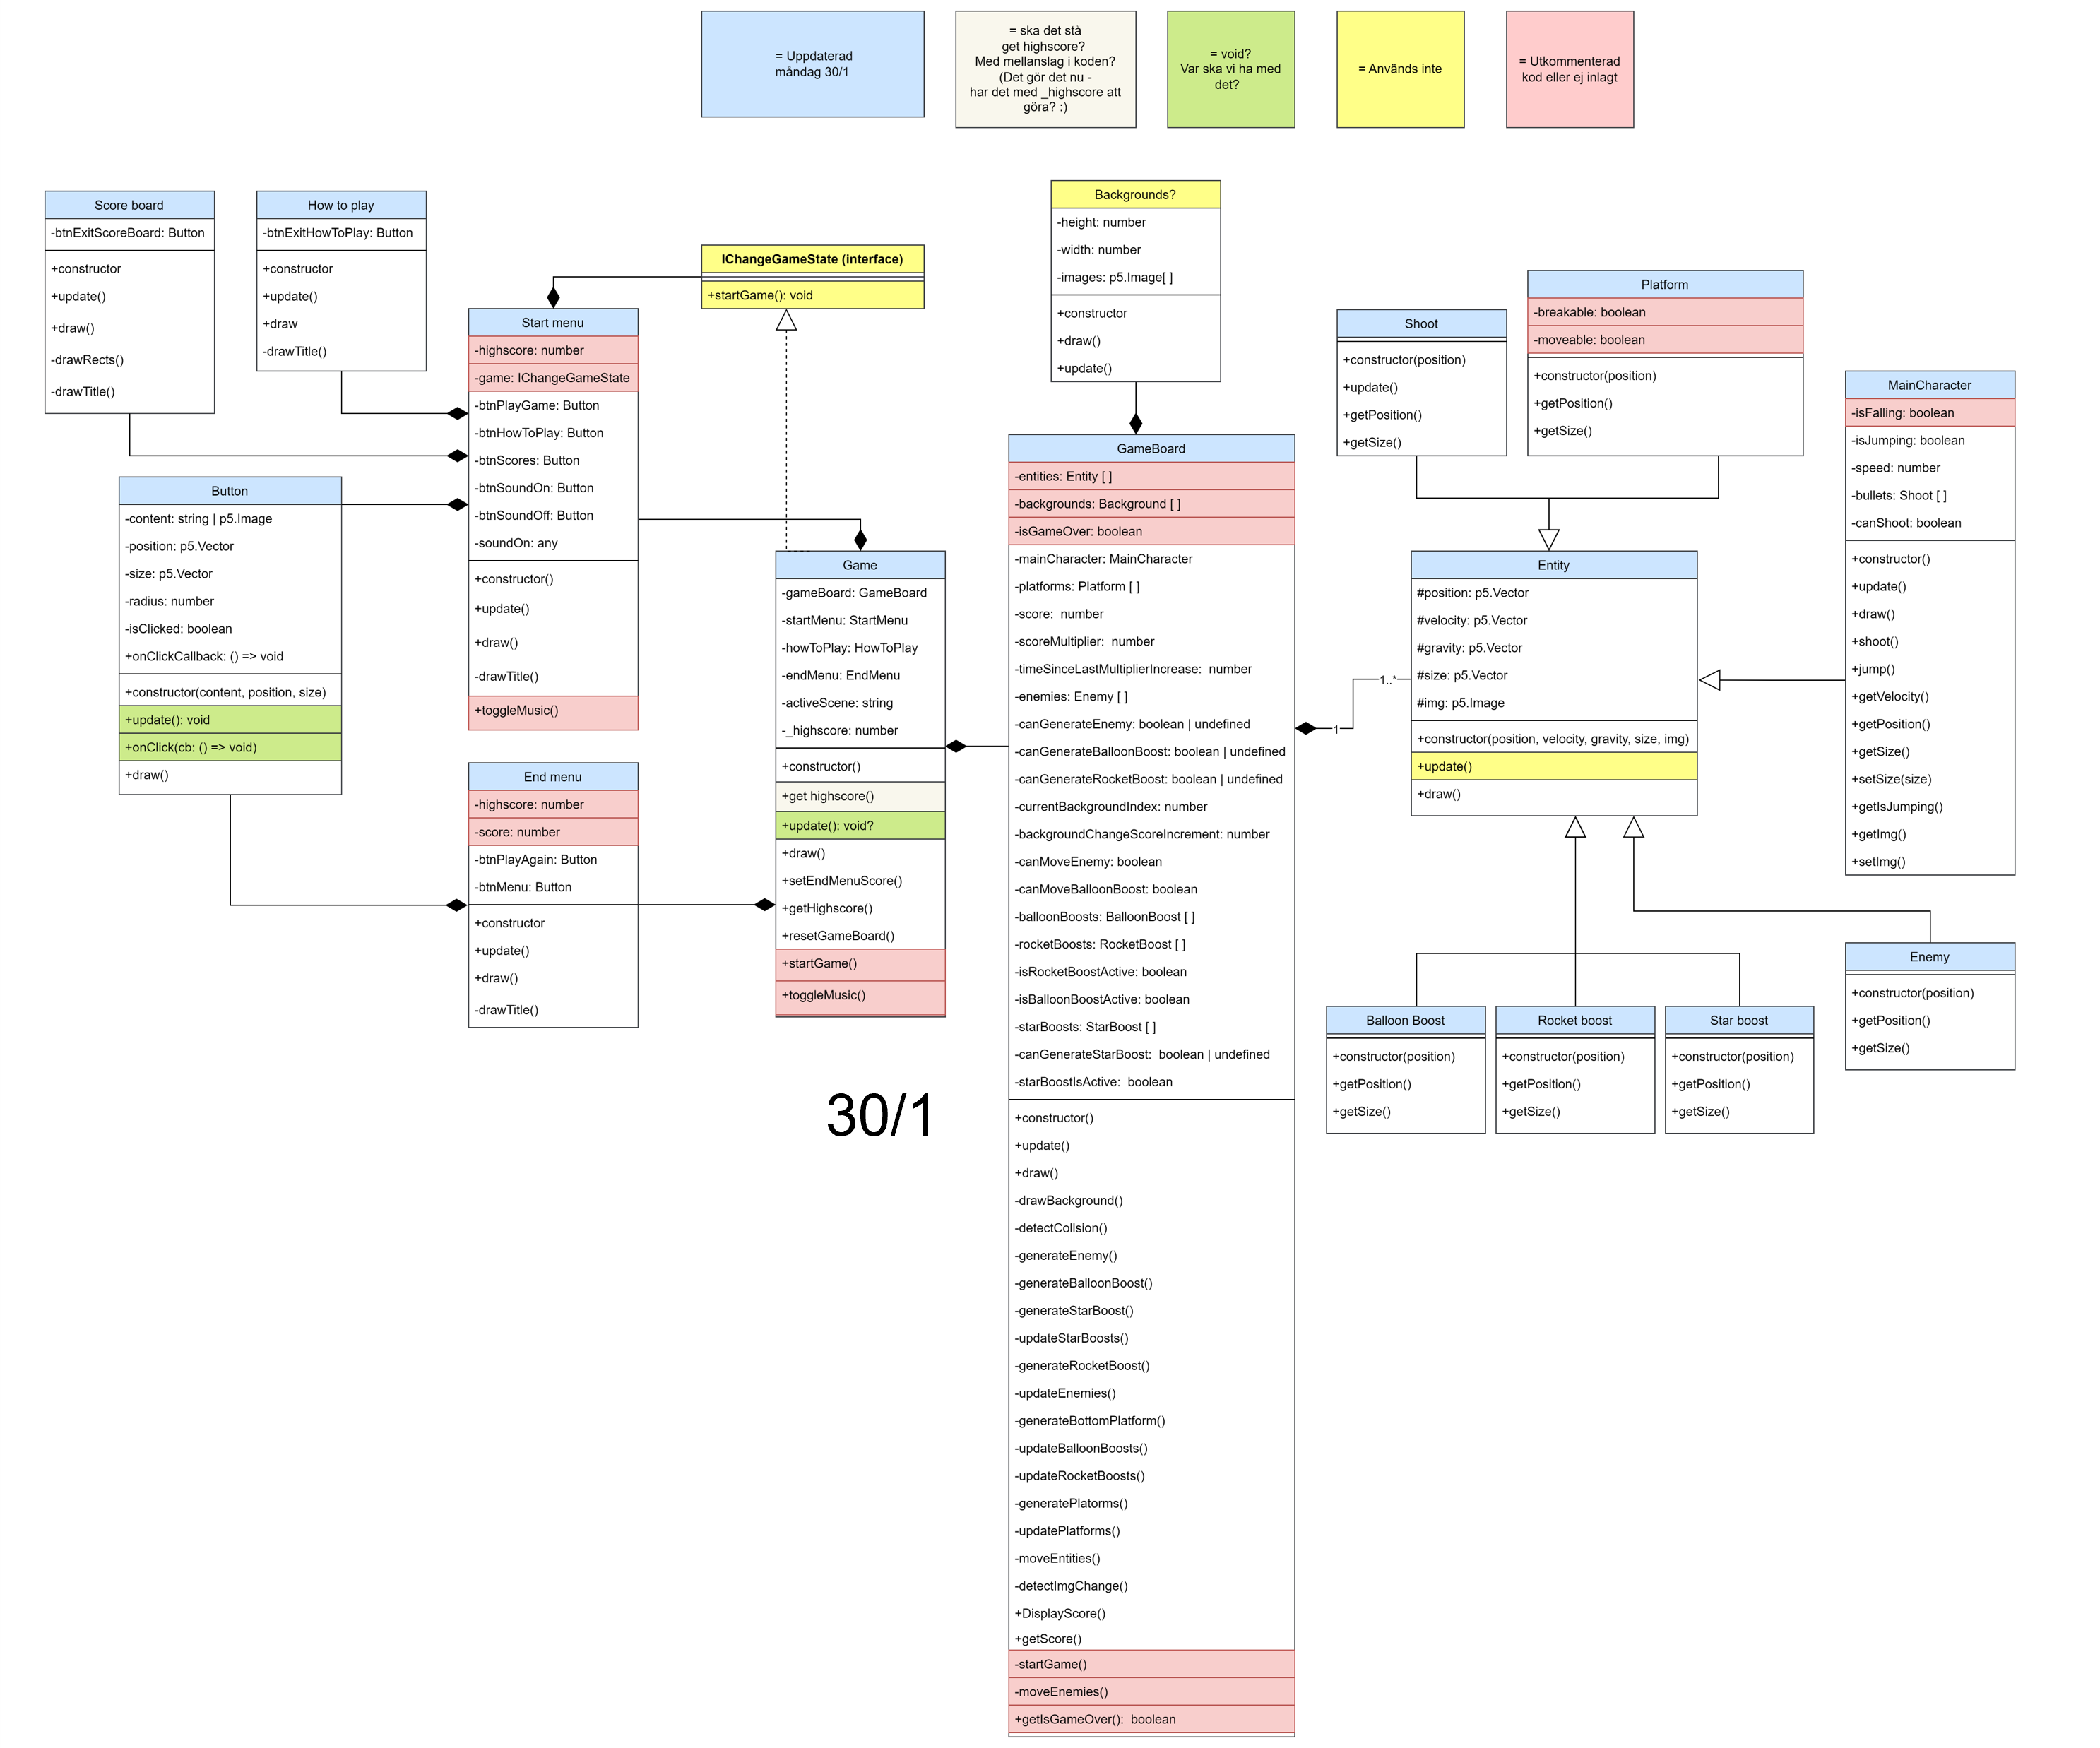 = Uppdaterad
måndag 30/1
= ska det stå
get highscore?
Med mellanslag i koden?
(Det gör det nu -
har det med _highscore att
göra? :)
= void?
Var ska vi ha med
det?
= Används inte
= Utkommenterad
kod eller ej inlagt
Score board
-btnExitScoreBoard: Button
+constructor
+update()
+draw()
-drawRects()
-drawTitle()
How to play
-btnExitHowToPlay: Button
+constructor
+update()
+draw
-drawTitle()
IChangeGameState (interface)
+startGame(): void
Backgrounds?
-height: number
-width: number
-images: p5.Image[ ]
+constructor
+draw()
+update()
Start menu
-highscore: number
-game: IChangeGameState
-btnPlayGame: Button
-btnHowToPlay: Button
-btnScores: Button
-btnSoundOn: Button
-btnSoundOff: Button
-soundOn: any
+constructor()
+update()
+draw()
-drawTitle()
+toggleMusic()
Button
-content: string | p5.Image
-position: p5.Vector
-size: p5.Vector
-radius: number
-isClicked: boolean
+onClickCallback: () => void
+constructor(content, position, size)
+update(): void
+onClick(cb: () => void)
+draw()
End menu
-highscore: number
-score: number
-btnPlayAgain: Button
-btnMenu: Button
+constructor
+update()
+draw()
-drawTitle()
Game
-gameBoard: GameBoard
-startMenu: StartMenu
-howToPlay: HowToPlay
-endMenu: EndMenu
-activeScene: string
-_highscore: number
+constructor()
+get highscore()
+update(): void?
+draw()
+setEndMenuScore()
+getHighscore()
+resetGameBoard()
+startGame()
+toggleMusic()
30/1
GameBoard
-entities: Entity [ ]
-backgrounds: Background [ ]
-isGameOver: boolean
-mainCharacter: MainCharacter
-platforms: Platform [ ]
-score:  number
-scoreMultiplier:  number
-timeSinceLastMultiplierIncrease:  number
-enemies: Enemy [ ]
-canGenerateEnemy: boolean | undefined
-canGenerateBalloonBoost: boolean | undefined
-canGenerateRocketBoost: boolean | undefined
-currentBackgroundIndex: number
-backgroundChangeScoreIncrement: number
-canMoveEnemy: boolean
-canMoveBalloonBoost: boolean
-balloonBoosts: BalloonBoost [ ]
-rocketBoosts: RocketBoost [ ]
-isRocketBoostActive: boolean
-isBalloonBoostActive: boolean
-starBoosts: StarBoost [ ]
-canGenerateStarBoost:  boolean | undefined
-starBoostIsActive:  boolean
+constructor()
+update()
+draw()
-drawBackground()
-detectCollsion()
-generateEnemy()
-generateBalloonBoost()
-generateStarBoost()
-updateStarBoosts()
-generateRocketBoost()
-updateEnemies()
-generateBottomPlatform()
-updateBalloonBoosts()
-updateRocketBoosts()
-generatePlatorms()
-updatePlatforms()
-moveEntities()
-detectImgChange()
+DisplayScore()
+getScore()
-startGame()
-moveEnemies()
+getIsGameOver():  boolean
1
1..*
Shoot
+constructor(position)
+update()
+getPosition()
+getSize()
Platform
-breakable: boolean
-moveable: boolean
+constructor(position)
+getPosition()
+getSize()
Entity
#position: p5.Vector
#velocity: p5.Vector
#gravity: p5.Vector
#size: p5.Vector
#img: p5.Image
+constructor(position, velocity, gravity, size, img)
+update()
+draw()
MainCharacter
-isFalling: boolean
-isJumping: boolean
-speed: number
-bullets: Shoot [ ]
-canShoot: boolean
+constructor()
+update()
+draw()
+shoot()
+jump()
+getVelocity()
+getPosition()
+getSize()
+setSize(size)
+getIsJumping()
+getImg()
+setImg()
Balloon Boost
+constructor(position)
+getPosition()
+getSize()
Rocket boost
+constructor(position)
+getPosition()
+getSize()
Star boost
+constructor(position)
+getPosition()
+getSize()
Enemy
+constructor(position)
+getPosition()
+getSize()